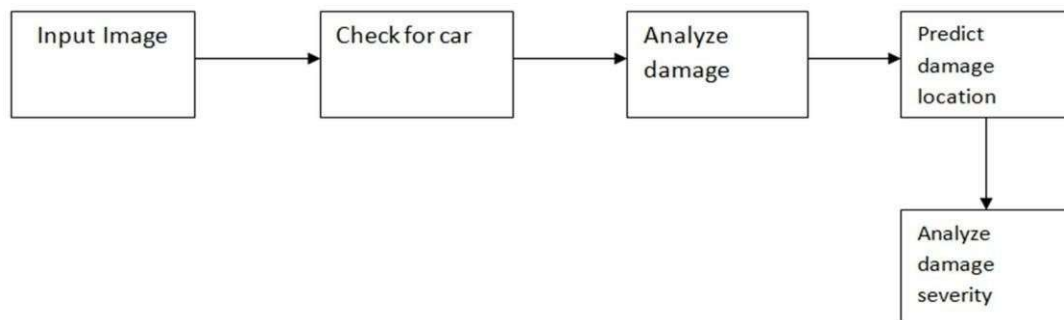 Input Image
Check for car
Analyze
damage
Predict
damage
location
Analyze
damage
severity